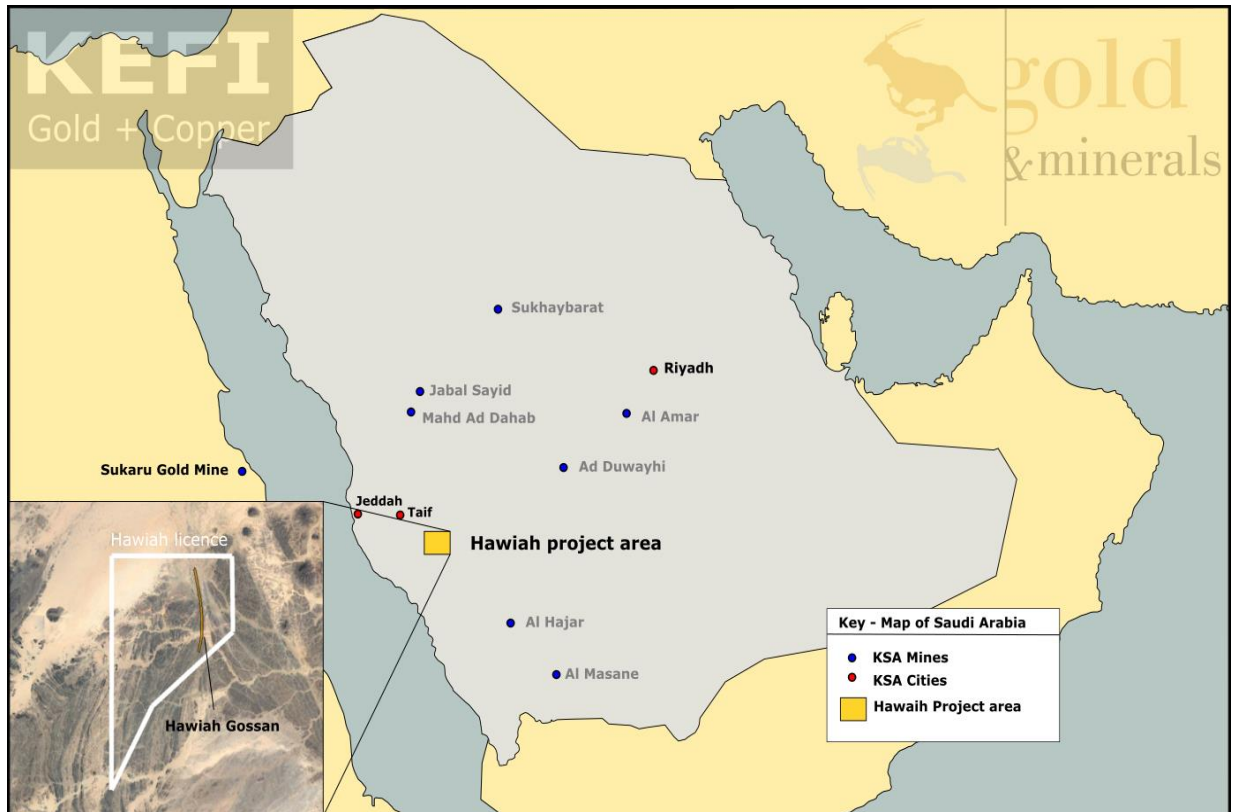 KEFI
Gold + Copper
gold
& minerals
Sukhaybarat
Riyadh
Jabal Sayid
Mahd Ad Dahab
Al Amar
Ad Duwayhi
Sukaru Gold Mine
Jeddah
Taif
Hawiah project area
Hawiah licence
Hawiah Gossan
Al Hajar
Al Masane
Key - Map of Saudi Arabia
KSA Mines
KSA Cities
Hawaih Project area